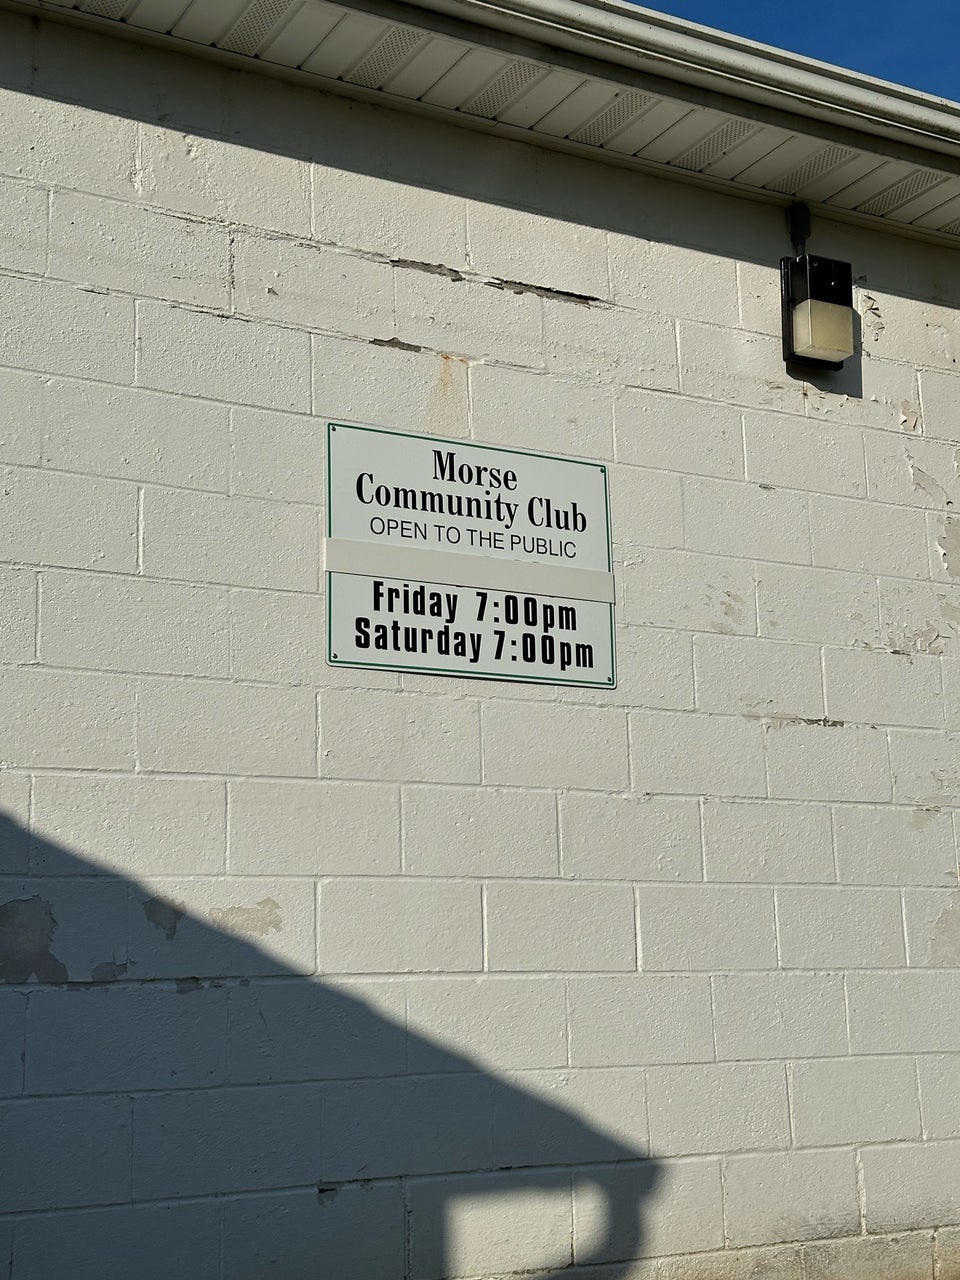 Morse
Community Club
OPEN TO THE PUBLIC
Friday 7:00pm
Saturday 7:00pm